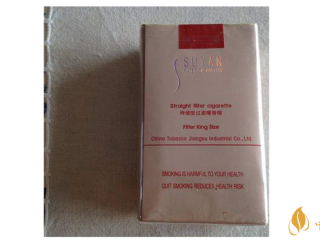 SUYAN
Straight filter cigarette
Filter King Size
China Tobacco Jiangsu Industrial Co., Ltd.
SMOKING IS HARMFUL TO YOUR HEALTH
QUIT SMOKING REDUCES HEALTH RISK